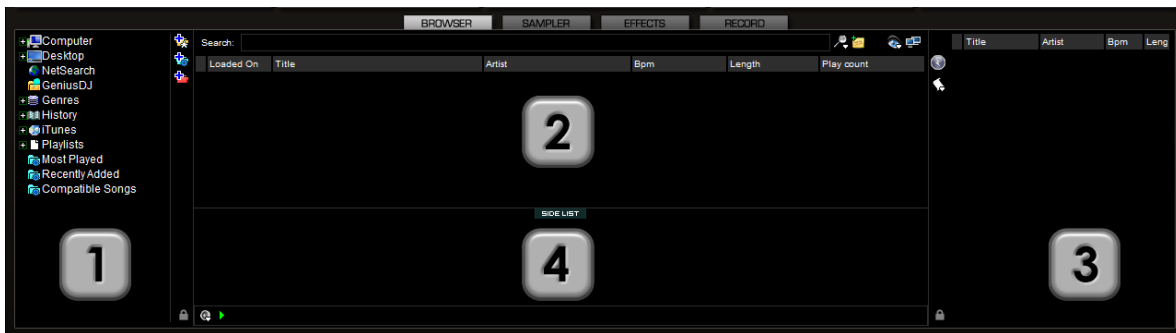 BROWSER SAMPLER EFFECTS RECORD
Computer
Desktop
NetSearch
GeniusDJ
Genres
History
iTunes
Playlists
Most Played
Recently Added
Compatible Songs
1
Search:
Loaded On Title Artist Bpm Length Play count
2
SIDE LIST
4
Title Artist Bpm Leng
3